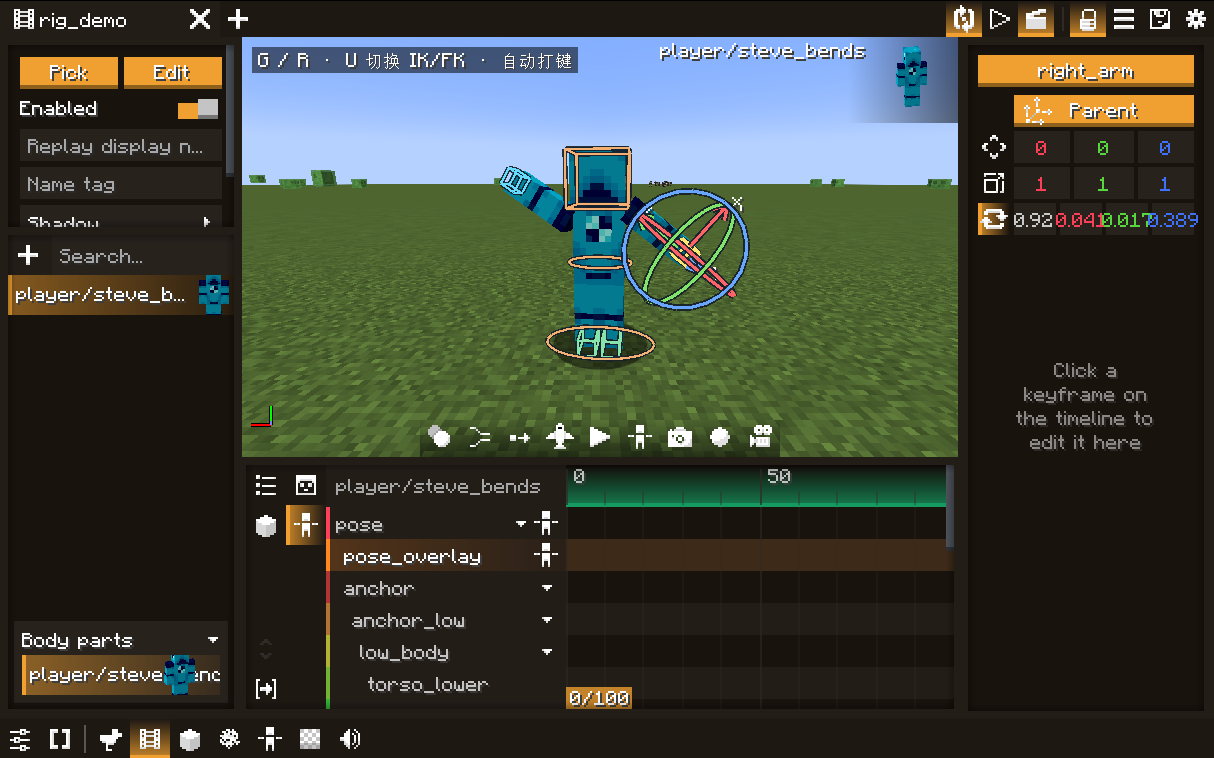 rig_demo
Pick
Edit
Enabled
Replay display n...
Name tag
Shadow
Search...
player/steve_b...
Body parts
player/steve
G / R · U 切换 IK/FK · 自动打键
player/steve_bends
X
player/steve_bends
0
50
pose
pose_overlay
anchor
anchor_low
low_body
torso_lower
0/100
right_arm
Parent
0 0 0
1 1 1
0.92 0.041 0.017 0.389
Click a
keyframe on
the timeline to
edit it here